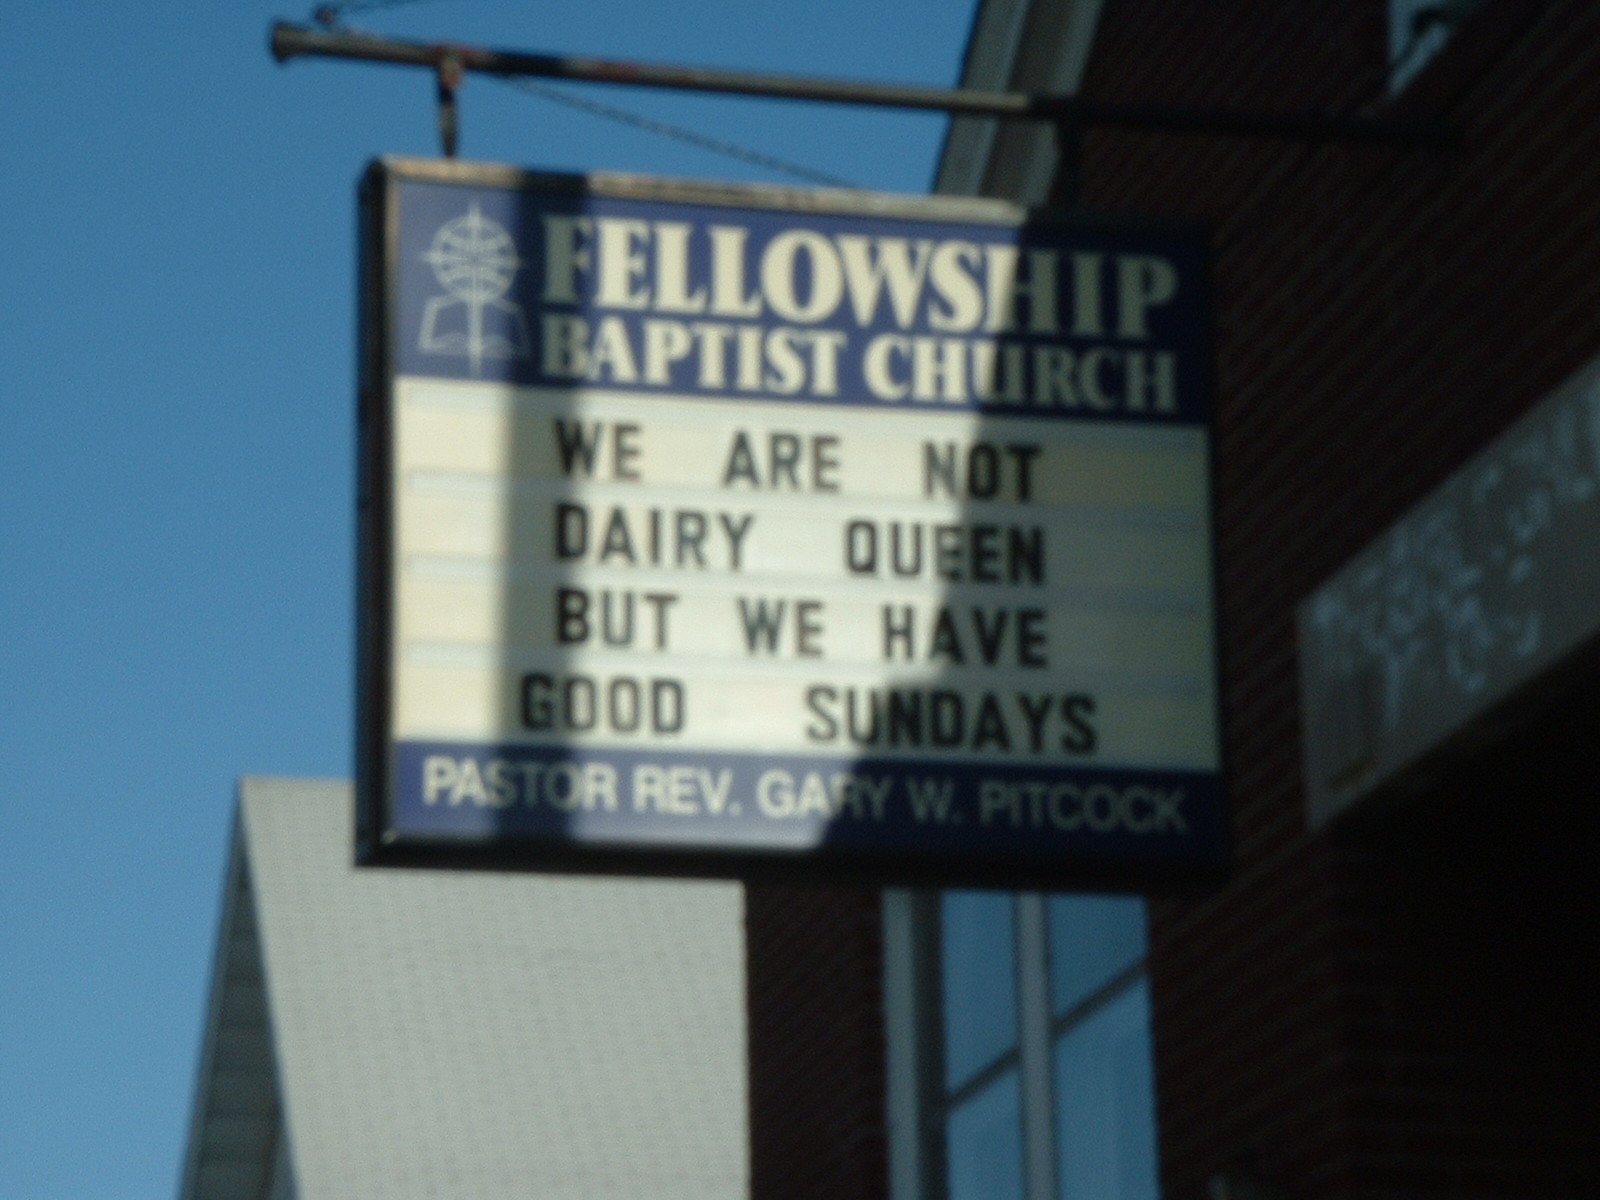 FELLOWSHIP
BAPTIST CHURCH
WE ARE NOT
DAIRY QUEEN
BUT WE HAVE
GOOD SUNDAYS
PASTOR REV. GARY W. PITCOCK